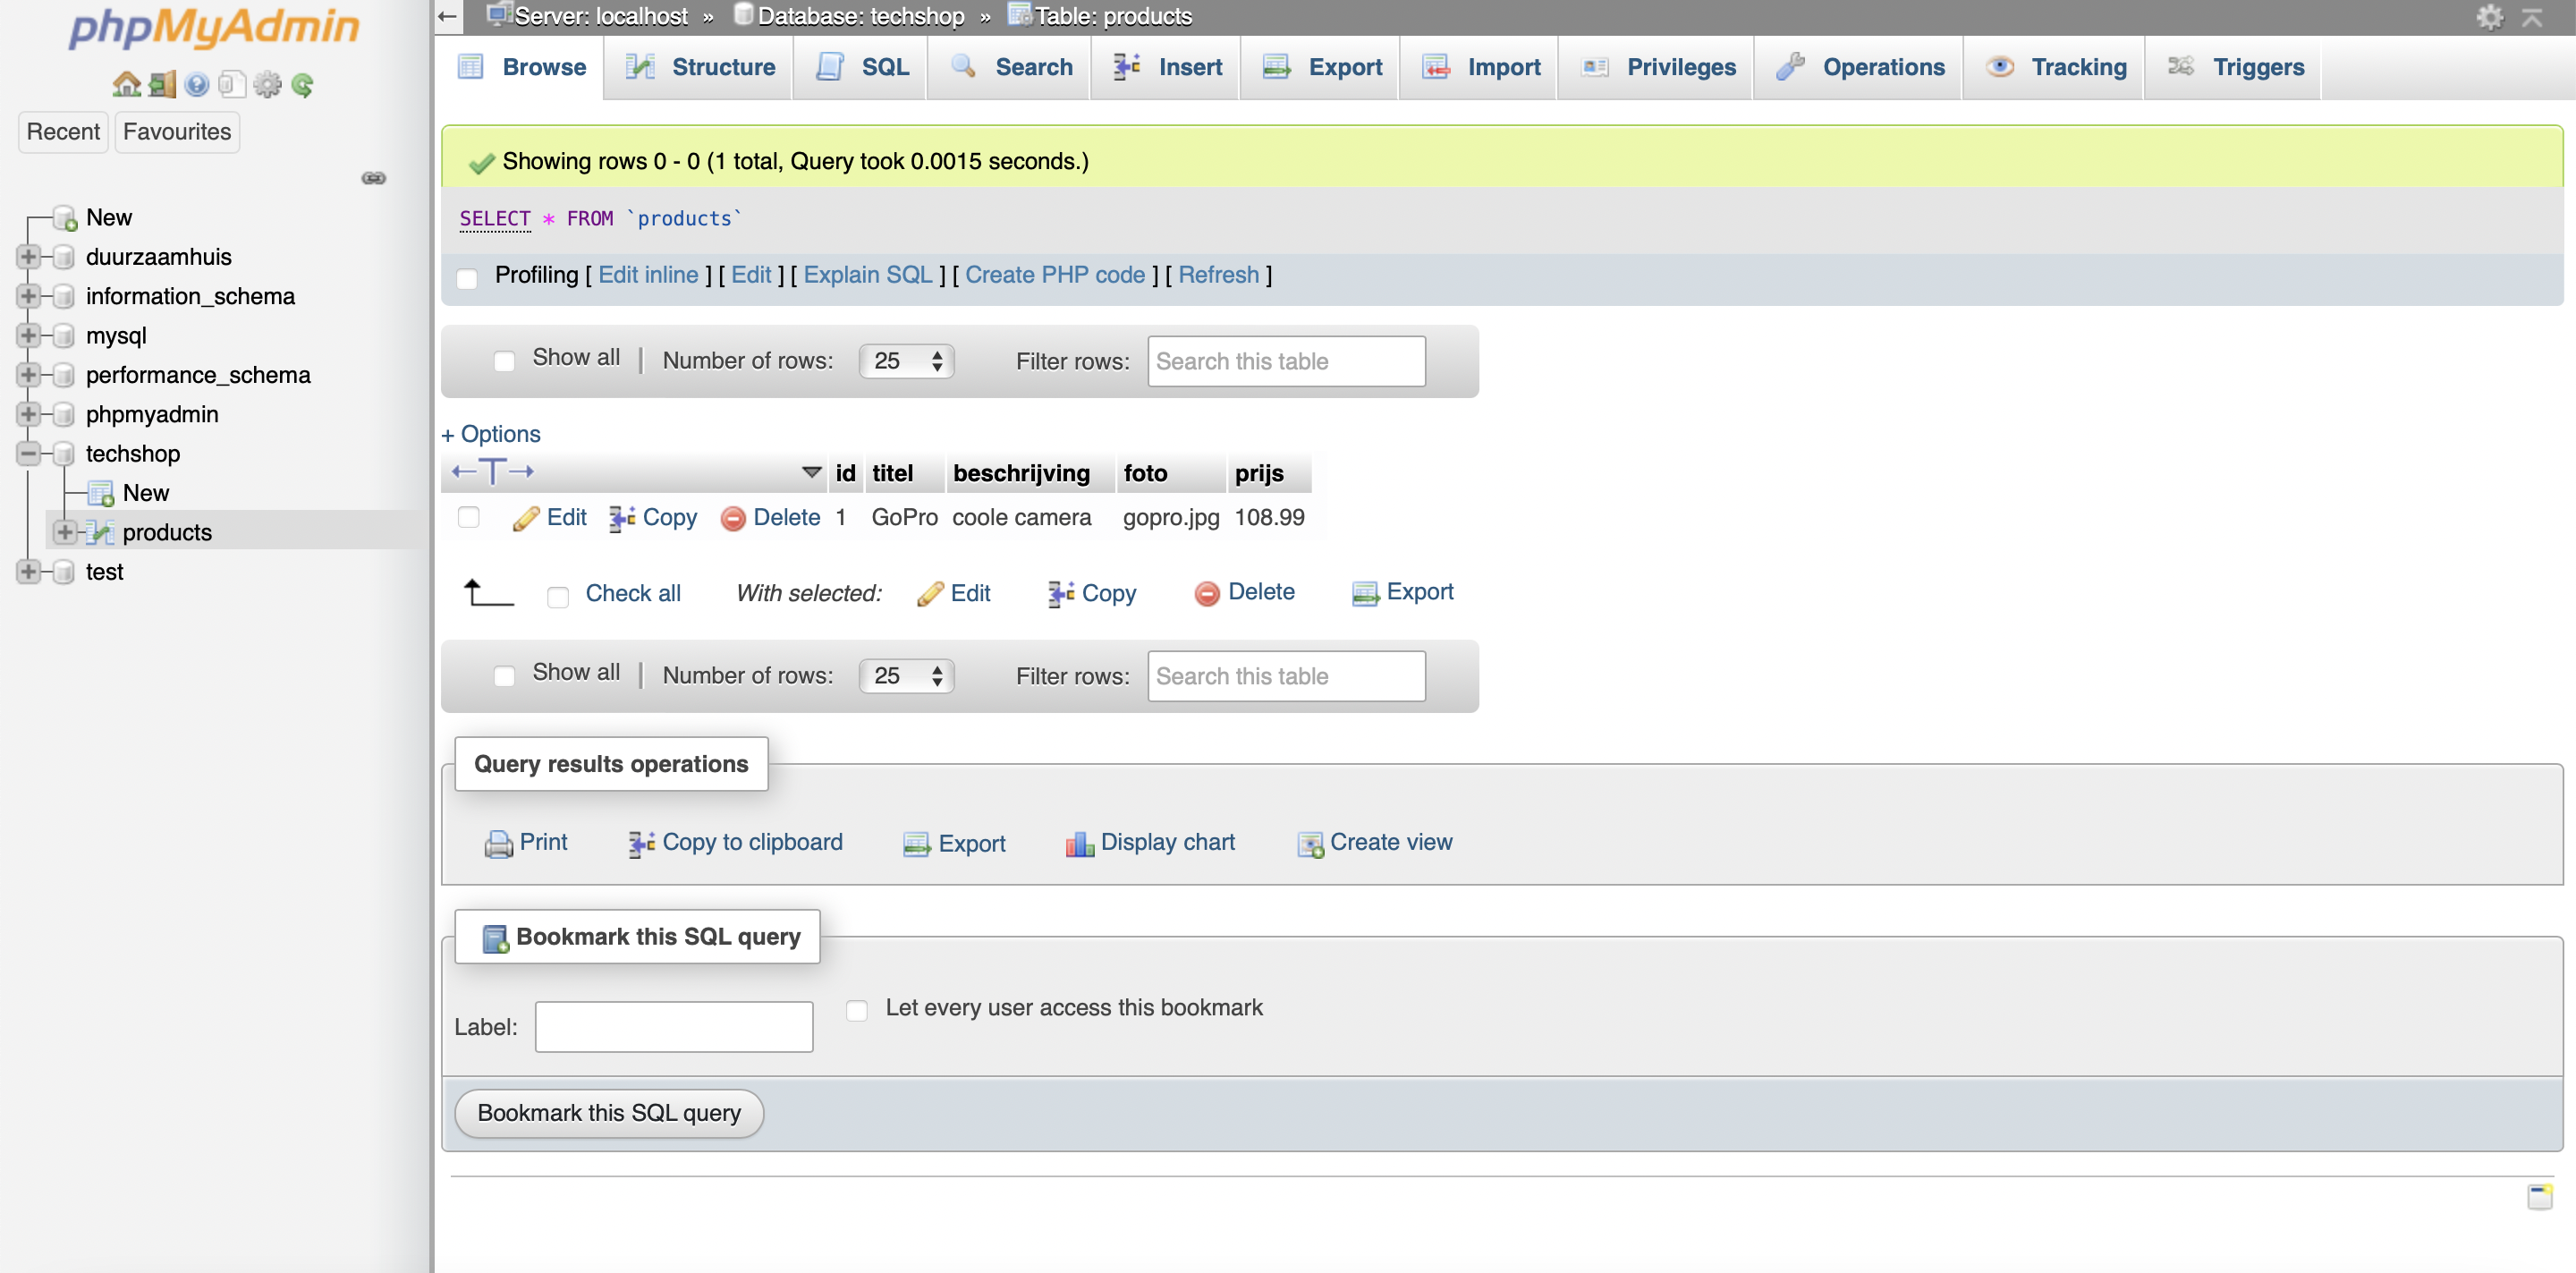 phpMyAdmin
Recent Favourites
New
duurzaamhuis
information_schema
mysql
performance_schema
phpmyadmin
techshop
New
products
test
Server: localhost » Database: techshop » Table: products
Browse Structure SQL Search Insert Export Import Privileges Operations Tracking Triggers
Showing rows 0 - 0 (1 total, Query took 0.0015 seconds.)
SELECT * FROM `products`
Profiling [ Edit inline ] [ Edit ] [ Explain SQL ] [ Create PHP code ] [ Refresh ]
Show all | Number of rows: 25 Filter rows: Search this table
+ Options
←T→ id titel beschrijving foto prijs
Edit Copy Delete 1 GoPro coole camera gopro.jpg 108.99
Check all With selected: Edit Copy Delete Export
Show all | Number of rows: 25 Filter rows: Search this table
Query results operations
Print Copy to clipboard Export Display chart Create view
Bookmark this SQL query
Label: Let every user access this bookmark
Bookmark this SQL query